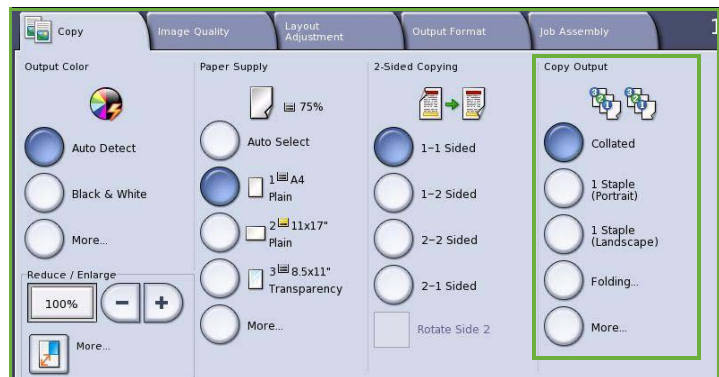 Copy
Image Quality
Layout
Adjustment
Output Format
Job Assembly
1
Output Color
Auto Detect
Black & White
More...
Reduce / Enlarge
100%
More...
Paper Supply
75%
Auto Select
1 A4
Plain
2 11x17"
Plain
3 8.5x11"
Transparency
More...
2-Sided Copying
1-1 Sided
1-2 Sided
2-2 Sided
2-1 Sided
Rotate Side 2
Copy Output
Collated
1 Staple
(Portrait)
1 Staple
(Landscape)
Folding...
More...